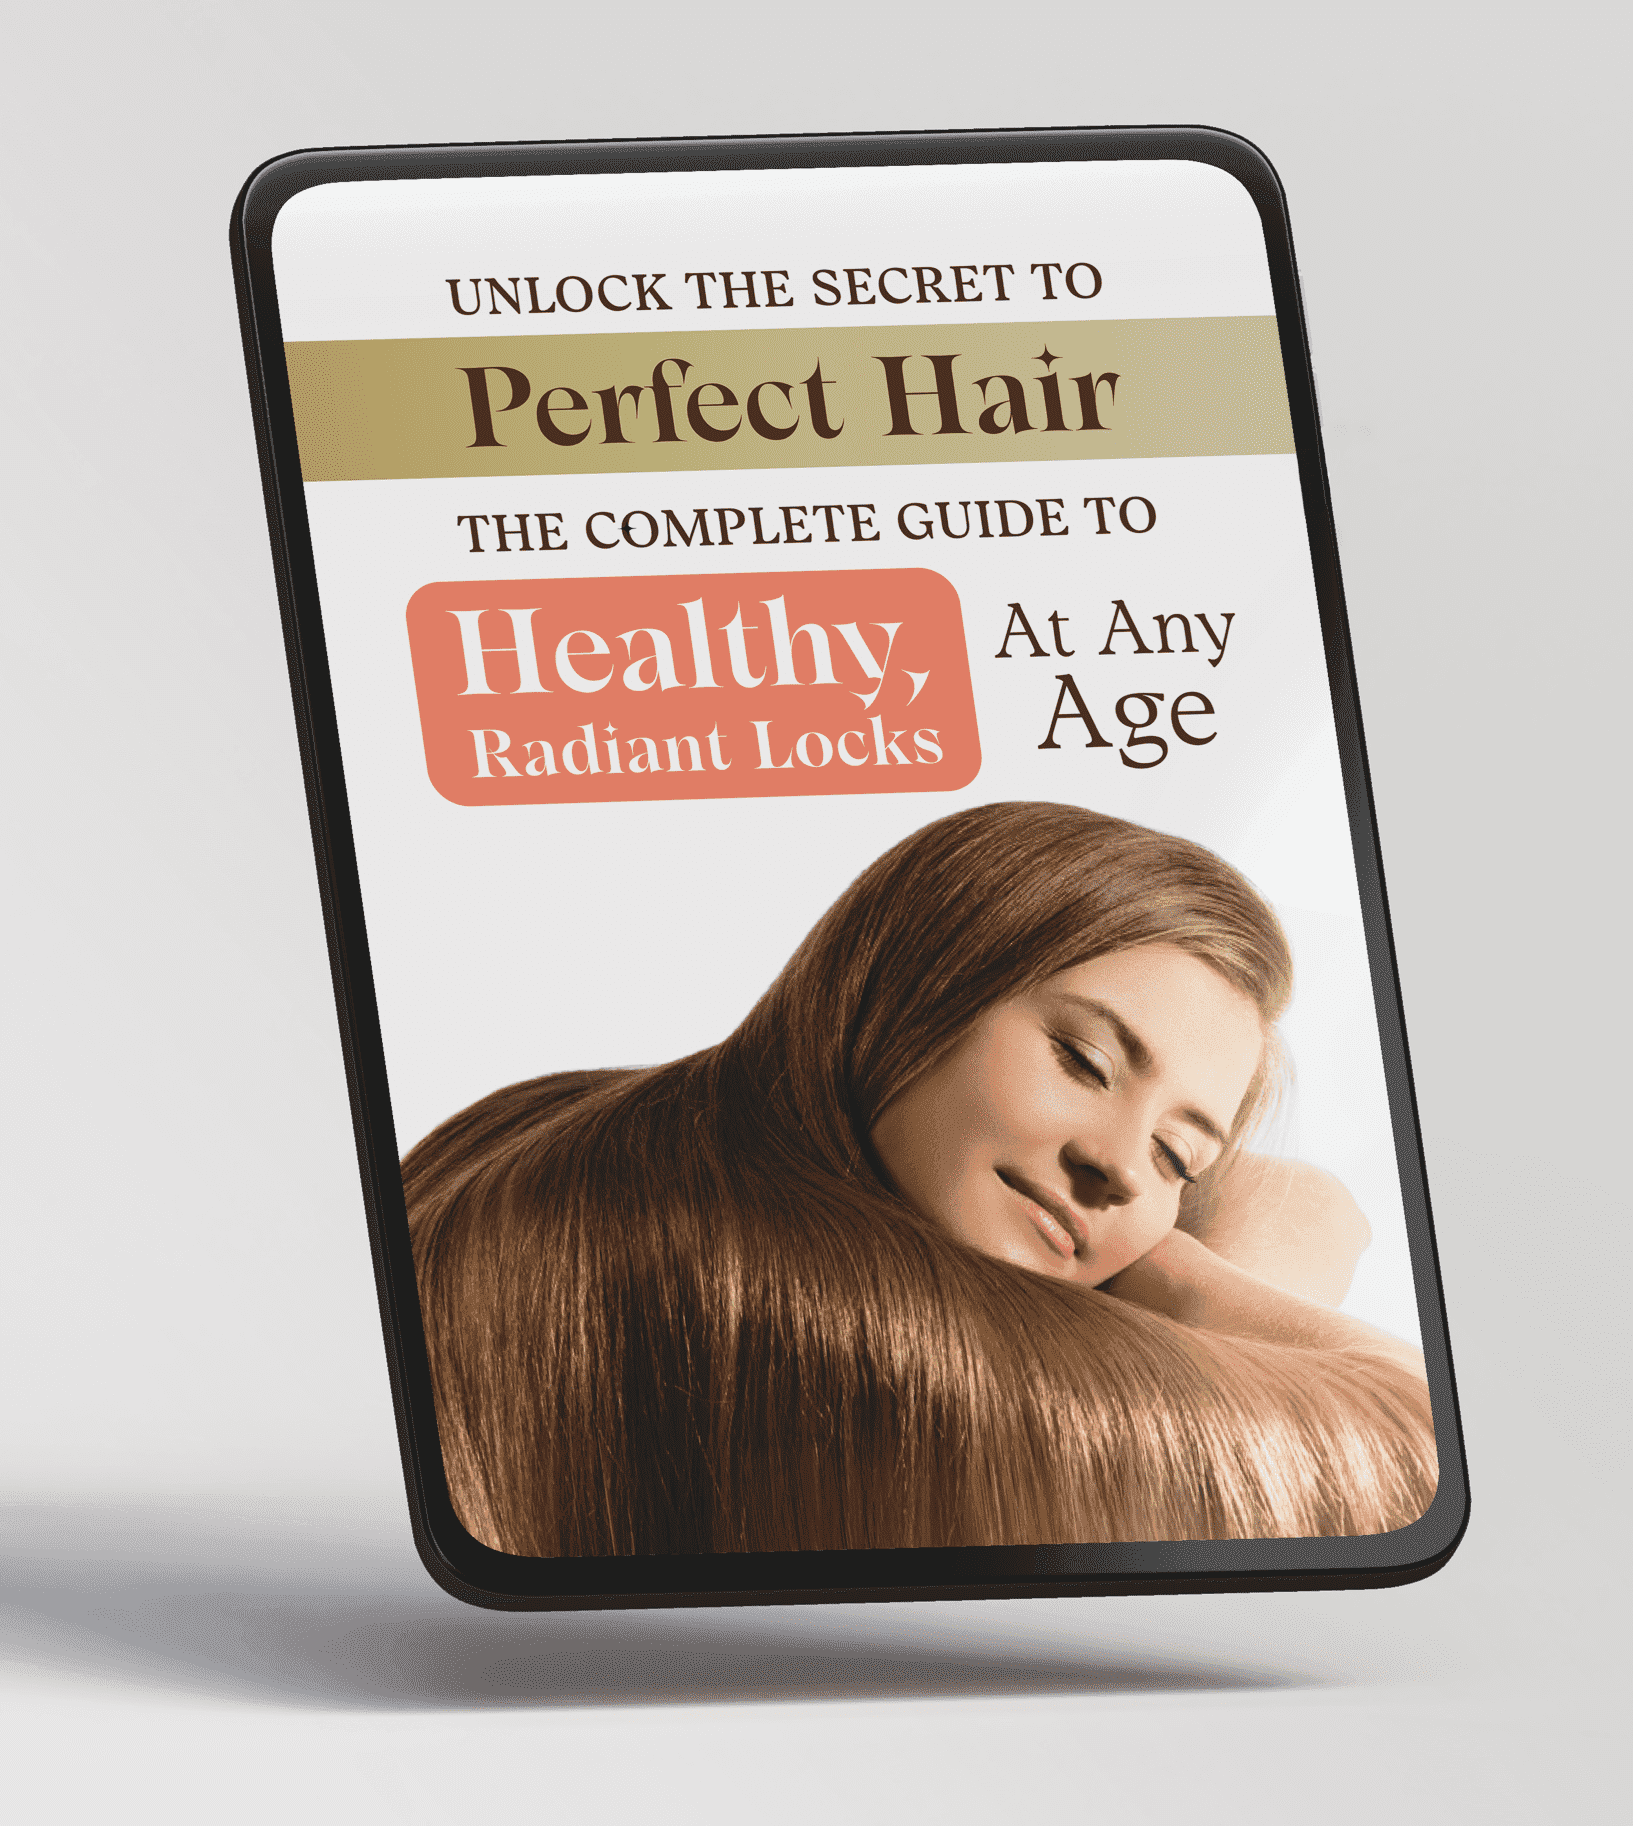 UNLOCK THE SECRET TO
Perfect Hair
THE COMPLETE GUIDE TO
Healthy,
Radiant Locks
At Any
Age